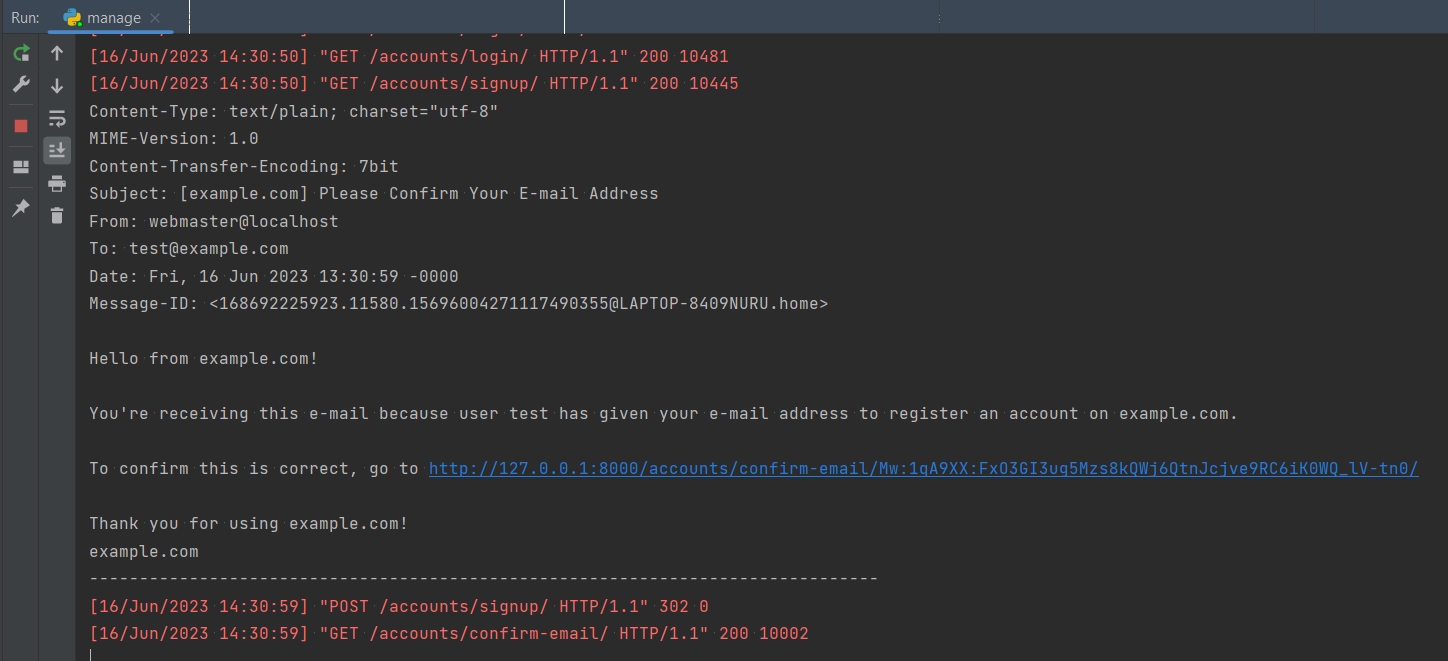 Run:
manage
[16/Jun/2023 14:30:50] "GET /accounts/login/ HTTP/1.1" 200 10481
[16/Jun/2023 14:30:50] "GET /accounts/signup/ HTTP/1.1" 200 10445
Content-Type: text/plain; charset="utf-8"
MIME-Version: 1.0
Content-Transfer-Encoding: 7bit
Subject: [example.com] Please Confirm Your E-mail Address
From: webmaster@localhost
To: test@example.com
Date: Fri, 16 Jun 2023 13:30:59 -0000
Message-ID: <168692225923.11580.15696004271117490355@LAPTOP-8409NURU.home>
Hello from example.com!
You're receiving this e-mail because user test has given your e-mail address to register an account on example.com.
To confirm this is correct, go to http://127.0.0.1:8000/accounts/confirm-email/Mw:1qA9XX:FxO3GI3uq5Mzs8kQWj6QtnJcjve9RC6iK0WQ_lV-tn0/
Thank you for using example.com!
example.com
-------------------------------------------------------------------------------
[16/Jun/2023 14:30:59] "POST /accounts/signup/ HTTP/1.1" 302 0
[16/Jun/2023 14:30:59] "GET /accounts/confirm-email/ HTTP/1.1" 200 10002